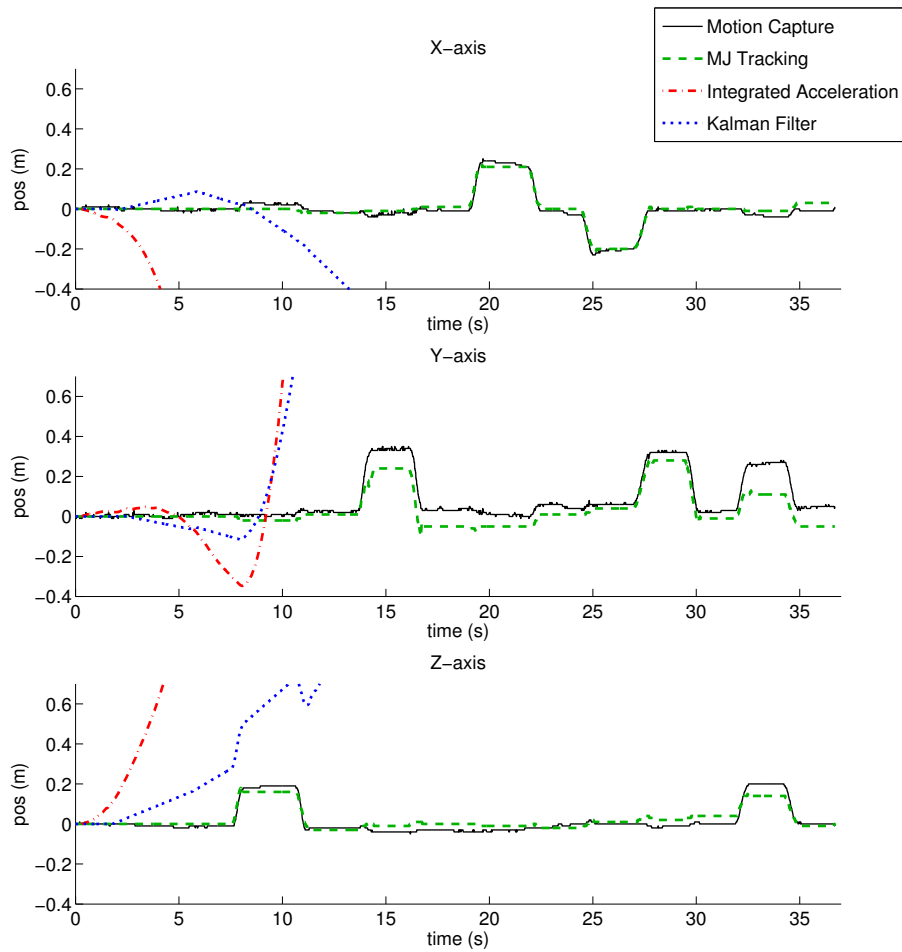 Motion Capture
MJ Tracking
Integrated Acceleration
Kalman Filter
X−axis
pos (m)
0.6
0.4
0.2
0
−0.2
−0.4
0 5 10 15 20 25 30 35
time (s)
Y−axis
pos (m)
0.6
0.4
0.2
0
−0.2
−0.4
0 5 10 15 20 25 30 35
time (s)
Z−axis
pos (m)
0.6
0.4
0.2
0
−0.2
−0.4
0 5 10 15 20 25 30 35
time (s)